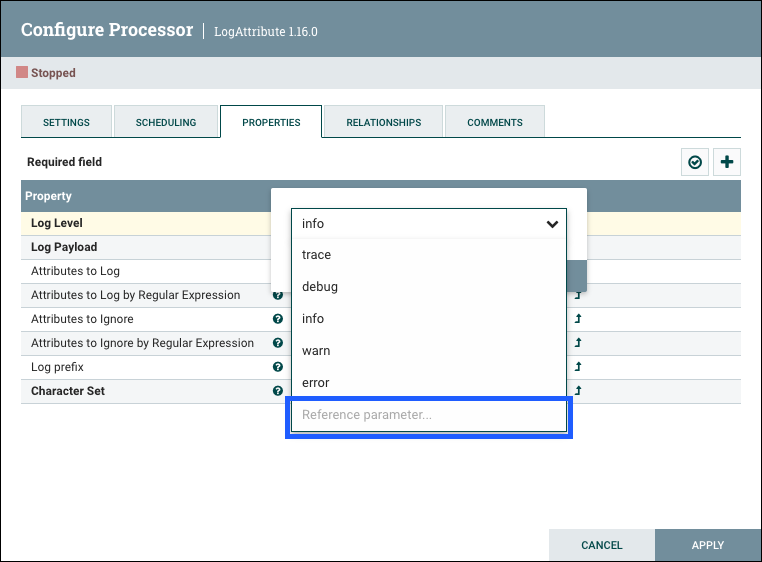 Configure Processor | LogAttribute 1.16.0
Stopped
SETTINGS SCHEDULING PROPERTIES RELATIONSHIPS COMMENTS
Required field
Property
Log Level
info
Log Payload
trace
Attributes to Log
debug
Attributes to Log by Regular Expression
Attributes to Ignore
info
Attributes to Ignore by Regular Expression
warn
Log prefix
error
Character Set
Reference parameter...
CANCEL APPLY